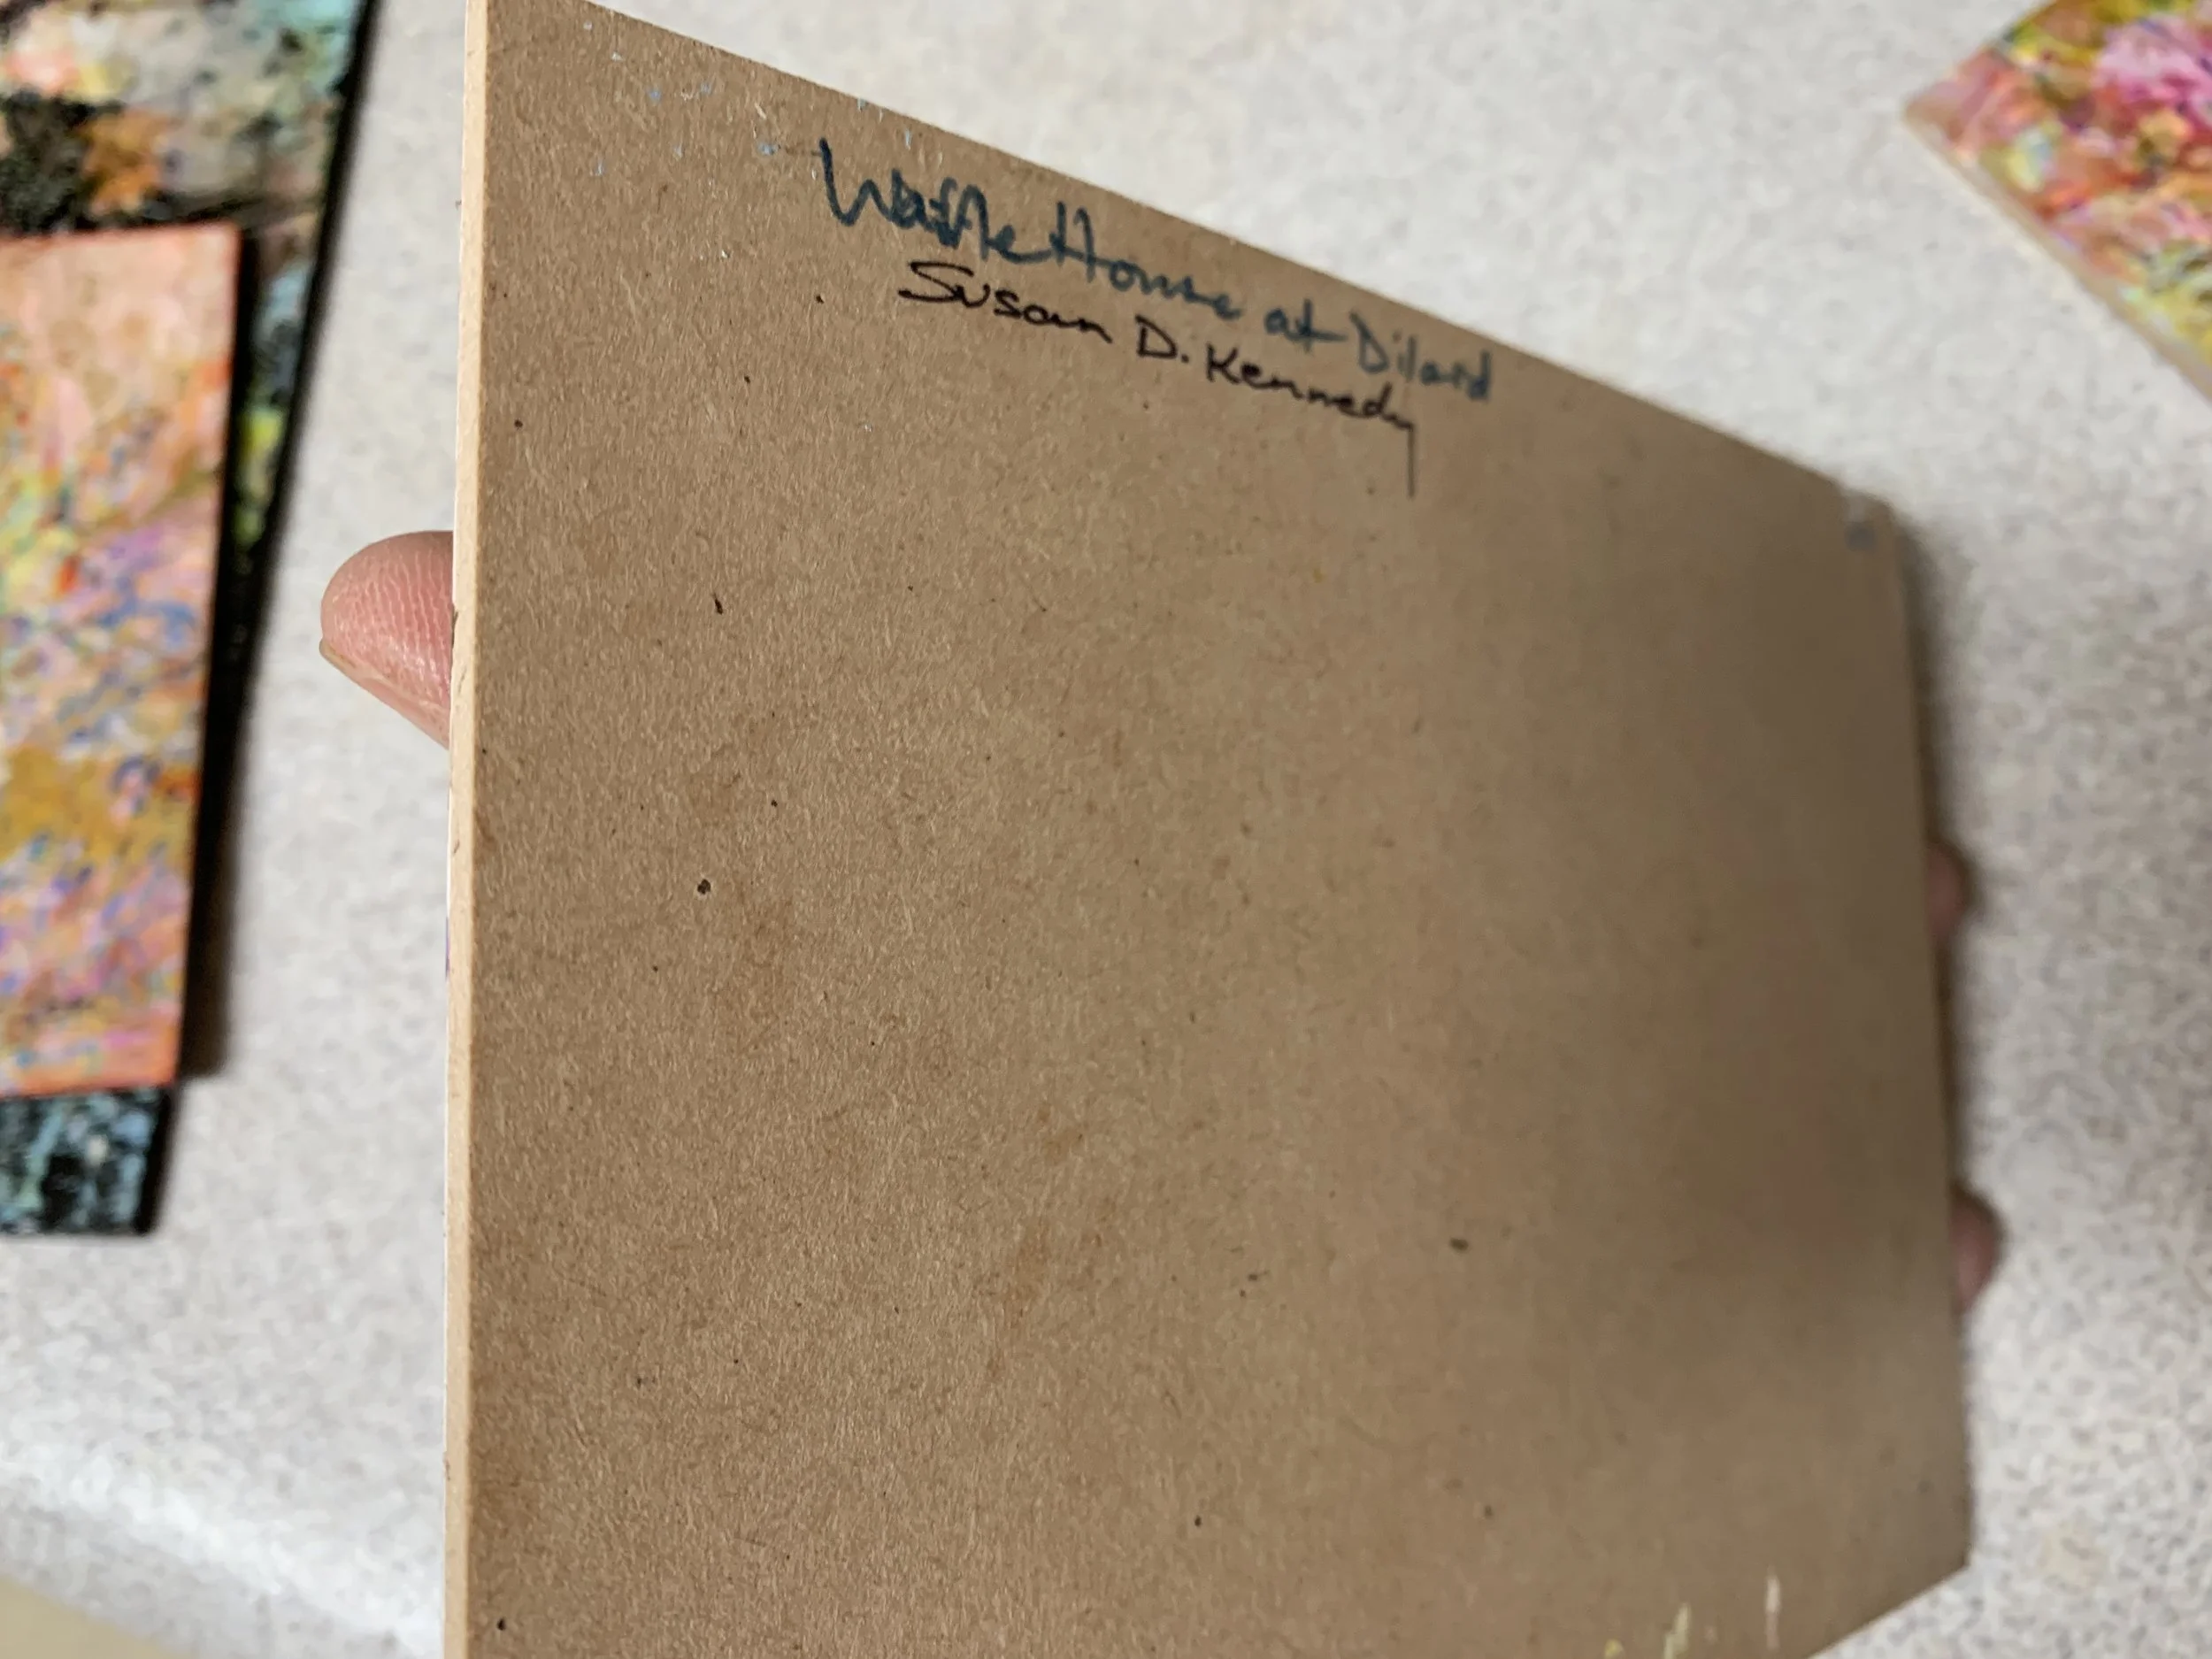 Waffle House at Dilard
Susan D. Kennedy